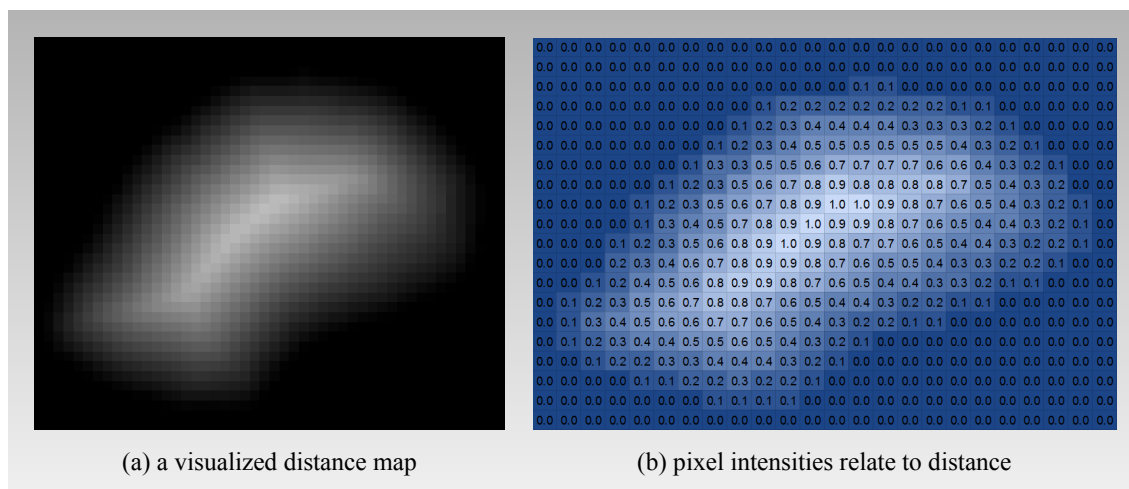 0.0 0.0 0.0 0.0 0.0 0.0 0.0 0.0 0.0 0.0 0.0 0.0 0.0 0.0 0.0 0.0 0.0 0.0 0.0 0.0 0.0 0.0 0.0 0.0
0.0 0.0 0.0 0.0 0.0 0.0 0.0 0.0 0.0 0.0 0.0 0.0 0.0 0.0 0.0 0.0 0.0 0.0 0.0 0.0 0.0 0.0 0.0 0.0
0.0 0.0 0.0 0.0 0.0 0.0 0.0 0.0 0.0 0.0 0.0 0.0 0.0 0.1 0.1 0.0 0.0 0.0 0.0 0.0 0.0 0.0 0.0 0.0
0.0 0.0 0.0 0.0 0.0 0.0 0.0 0.0 0.0 0.1 0.2 0.2 0.2 0.2 0.2 0.2 0.2 0.1 0.1 0.0 0.0 0.0 0.0 0.0
0.0 0.0 0.0 0.0 0.0 0.0 0.0 0.0 0.1 0.2 0.3 0.4 0.4 0.4 0.4 0.3 0.3 0.3 0.2 0.1 0.0 0.0 0.0 0.0
0.0 0.0 0.0 0.0 0.0 0.0 0.0 0.1 0.2 0.3 0.4 0.5 0.5 0.5 0.5 0.5 0.5 0.4 0.3 0.2 0.1 0.0 0.0 0.0
0.0 0.0 0.0 0.0 0.0 0.0 0.1 0.3 0.3 0.5 0.5 0.6 0.7 0.7 0.7 0.7 0.6 0.6 0.4 0.3 0.2 0.1 0.0 0.0
0.0 0.0 0.0 0.0 0.0 0.1 0.2 0.3 0.5 0.6 0.7 0.8 0.9 0.8 0.8 0.8 0.8 0.7 0.5 0.4 0.3 0.2 0.0 0.0
0.0 0.0 0.0 0.0 0.1 0.2 0.3 0.5 0.6 0.7 0.8 0.9 1.0 1.0 0.9 0.8 0.7 0.6 0.5 0.4 0.3 0.2 0.1 0.0
0.0 0.0 0.0 0.0 0.1 0.3 0.4 0.5 0.7 0.8 0.9 1.0 0.9 0.9 0.8 0.7 0.6 0.5 0.4 0.4 0.3 0.2 0.1 0.0
0.0 0.0 0.0 0.1 0.2 0.3 0.5 0.6 0.8 0.9 1.0 0.9 0.8 0.7 0.7 0.6 0.5 0.4 0.4 0.3 0.2 0.2 0.1 0.0
0.0 0.0 0.0 0.2 0.3 0.4 0.6 0.7 0.8 0.9 0.9 0.8 0.7 0.6 0.5 0.5 0.4 0.3 0.3 0.2 0.2 0.1 0.0 0.0
0.0 0.0 0.1 0.2 0.4 0.5 0.6 0.8 0.9 0.9 0.8 0.7 0.6 0.5 0.4 0.4 0.3 0.3 0.2 0.1 0.1 0.0 0.0 0.0
0.0 0.1 0.2 0.3 0.5 0.6 0.7 0.8 0.8 0.7 0.6 0.5 0.4 0.4 0.3 0.2 0.2 0.1 0.1 0.0 0.0 0.0 0.0 0.0
0.0 0.1 0.3 0.4 0.5 0.6 0.6 0.7 0.7 0.6 0.5 0.4 0.3 0.2 0.2 0.1 0.1 0.0 0.0 0.0 0.0 0.0 0.0 0.0
0.0 0.1 0.2 0.3 0.4 0.4 0.5 0.5 0.6 0.5 0.4 0.3 0.2 0.1 0.0 0.0 0.0 0.0 0.0 0.0 0.0 0.0 0.0 0.0
0.0 0.0 0.1 0.2 0.2 0.3 0.3 0.4 0.4 0.4 0.3 0.2 0.1 0.0 0.0 0.0 0.0 0.0 0.0 0.0 0.0 0.0 0.0 0.0
0.0 0.0 0.0 0.0 0.1 0.1 0.2 0.2 0.3 0.2 0.2 0.1 0.0 0.0 0.0 0.0 0.0 0.0 0.0 0.0 0.0 0.0 0.0 0.0
0.0 0.0 0.0 0.0 0.0 0.0 0.0 0.1 0.1 0.1 0.1 0.0 0.0 0.0 0.0 0.0 0.0 0.0 0.0 0.0 0.0 0.0 0.0 0.0
0.0 0.0 0.0 0.0 0.0 0.0 0.0 0.0 0.0 0.0 0.0 0.0 0.0 0.0 0.0 0.0 0.0 0.0 0.0 0.0 0.0 0.0 0.0 0.0
(a) a visualized distance map
(b) pixel intensities relate to distance